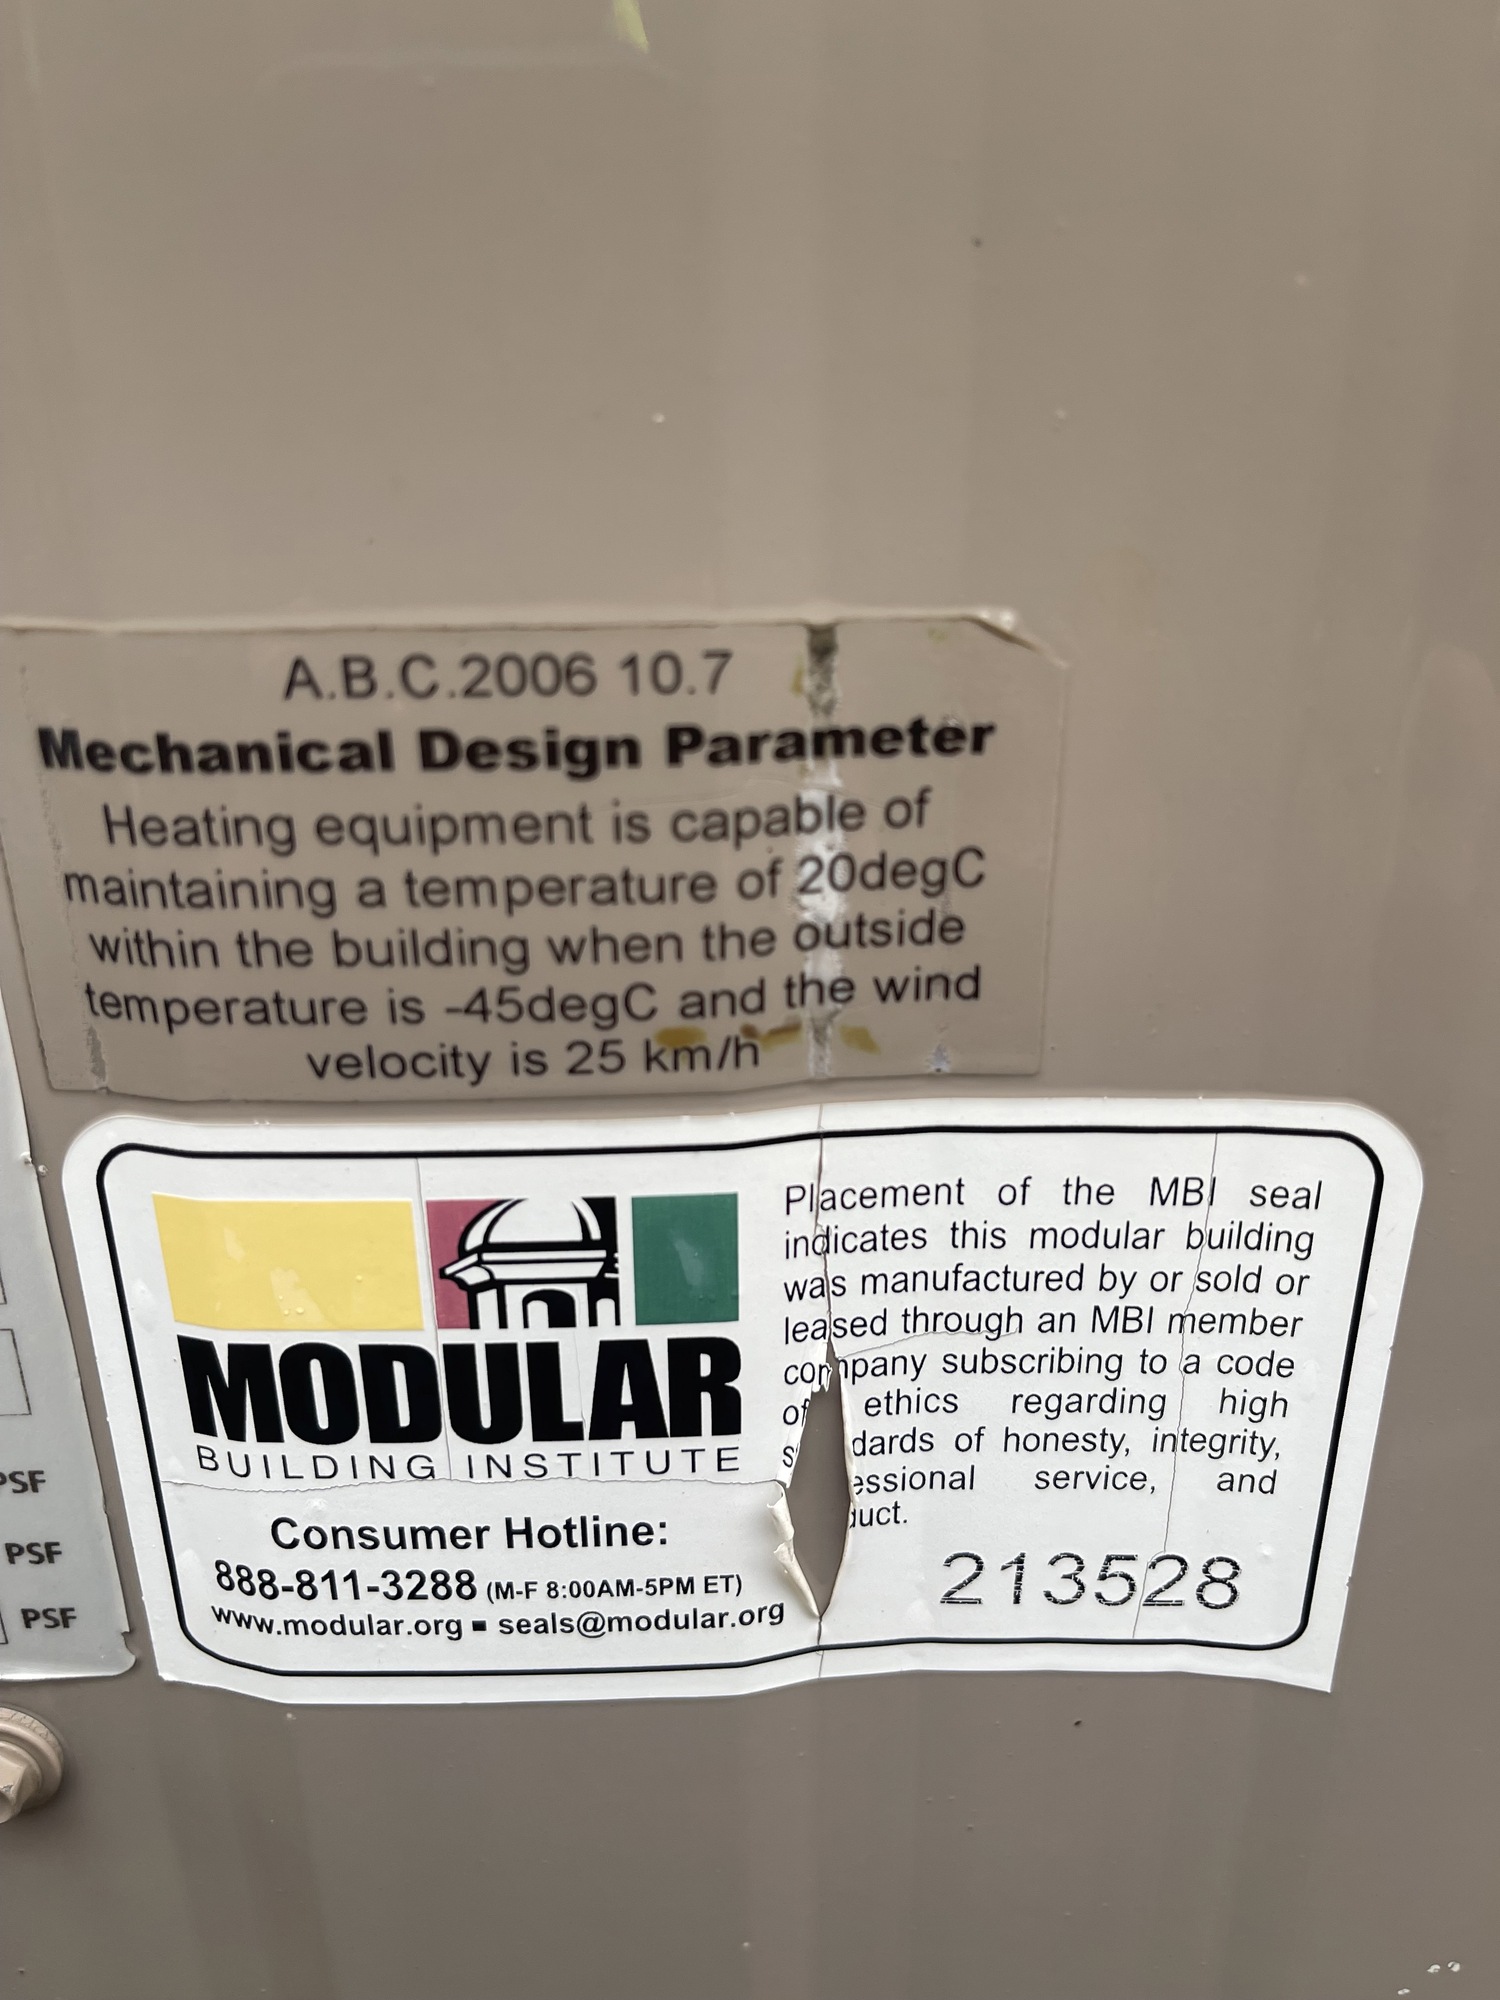 A.B.C.2006 10.7
Mechanical Design Parameter
Heating equipment is capable of
maintaining a temperature of 20degC
within the building when the outside
temperature is -45degC and the wind
velocity is 25 km/h
PSF
PSF
PSF
MODULAR
BUILDING INSTITUTE
Consumer Hotline:
888-811-3288 (M-F 8:00AM-5PM ET)
www.modular.org ▪ seals@modular.org
Placement of the MBI seal
indicates this modular building
was manufactured by or sold or
leased through an MBI member
company subscribing to a code
of ethics regarding high
dards of honesty, integrity,
essional service, and
duct.
213528